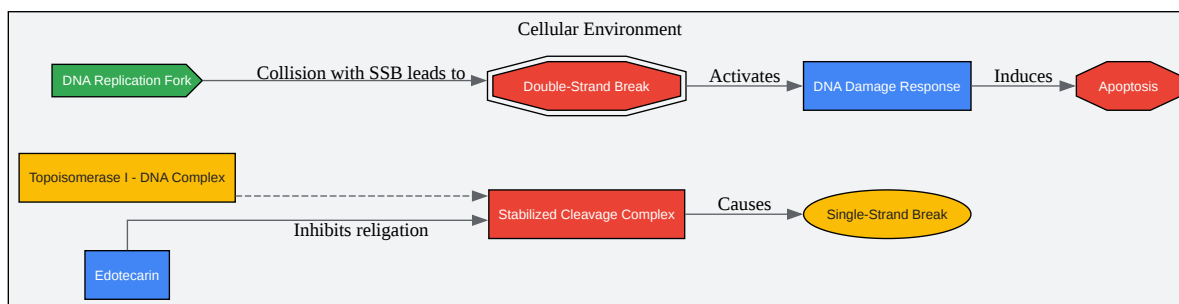 Cellular Environment
DNA Replication Fork
Collision with SSB leads to
Double-Strand Break
Activates
DNA Damage Response
Induces
Apoptosis
Topoisomerase I - DNA Complex
Stabilized Cleavage Complex
Causes
Single-Strand Break
Inhibits religation
Edotecarin